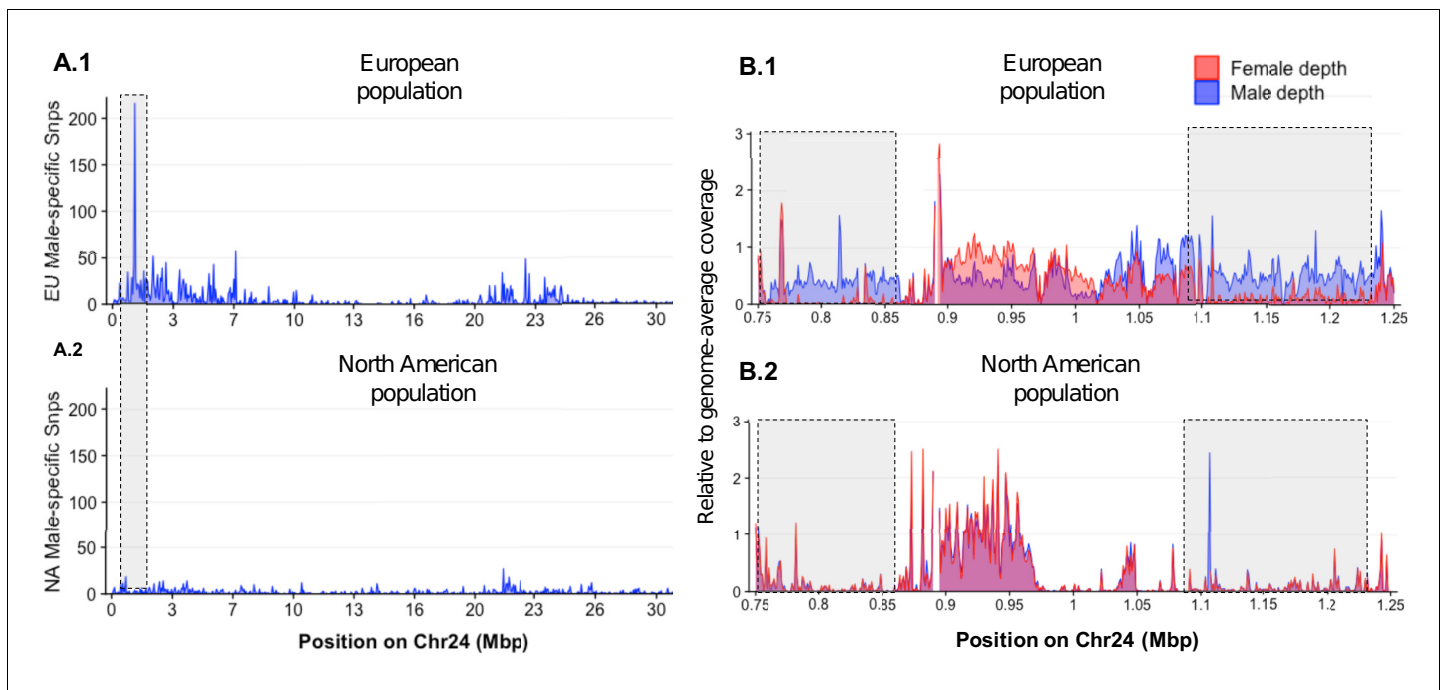 A.1
European
population
EU Male-specific Snps
200
150
100
50
0
0 3 7 10 13 16 20 23 26 30
A.2
North American
population
NA Male-specific Snps
200
150
100
50
0
0 3 7 10 13 16 20 23 26 30
Position on Chr24 (Mbp)
B.1
European
population
Female depth
Male depth
Relative to genome-average coverage
3
2
1
0
0.75 0.8 0.85 0.9 0.95 1 1.05 1.1 1.15 1.2 1.25
B.2
North American
population
3
2
1
0
0.75 0.8 0.85 0.9 0.95 1 1.05 1.1 1.15 1.2 1.25
Position on Chr24 (Mbp)